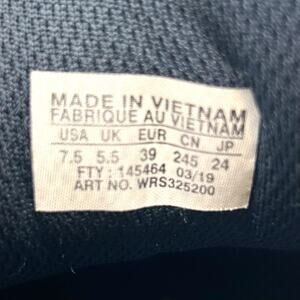 MADE IN VIETNAM
FABRIQUE AU VIETNAM
USA UK EUR CN JP
7.5 5.5 39 245 24
FTY: 145464 03/19
ART NO. WRS325200